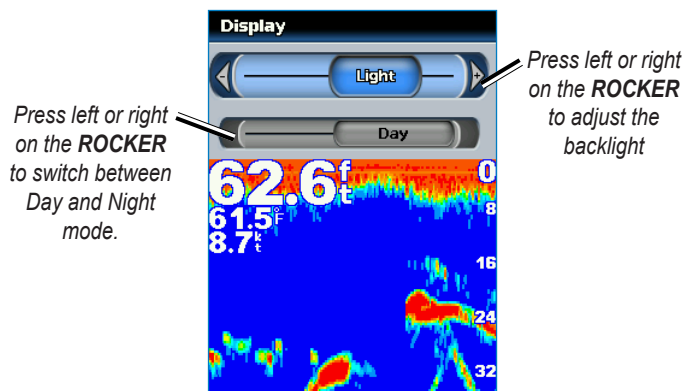 Display
Light
Day
62.6 ft
61.5°F
8.7kt
0
8
16
24
32
Press left or right
on the ROCKER
to switch between
Day and Night
mode.
Press left or right
on the ROCKER
to adjust the
backlight